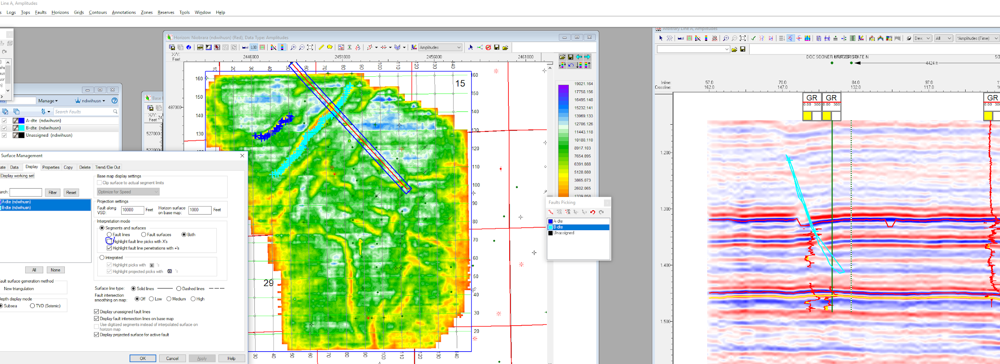 Line A, Amplitudes
s Logs Tops Faults Horizons Grids Contours Annotations Zones Reserves Tools Window Help
Manage ndwihusn
Search Faults
A-dte (ndwihusn)
B-dte (ndwihusn)
Unassigned (ndwihusn)
Base
X/Y:
Feet 24
527000
522000
Horizon: Niobrara (ndwihusn) (Red), Data Type: Amplitudes
LOD Amplitudes
X/Y:
Feet
2446800 2451800 2456800 2461800
487000
10 20 30 40 50 60 70 80 90 100 110 120 130 140
160 150 140 130
160 150 140 130 120 110 100 90 80 70 60 50 40 30 20
15
29
30 40 50 60 70 80 90 100 110 120 130 40
19021.164
17758.156
16495.148
15232.141
13969.133
12706.126
11443.118
10180.110
8917.103
7654.095
6391.088
5128.080
3865.073
2602.065
1339.058
Surface Management
ate Data Display Properties Copy Delete Trend/Die Out
Display working set
arch: Filter Reset
A-dte (ndwihusn)
B-dte (ndwihusn)
All None
ault surface generation method
New triangulation
Depth display mode
Subsea TVD (Seismic)
Base map display settings
Clip surface to actual segment limits
Optimize for Speed
Projection settings
Fault along VSD: 10000 Feet Horizon surface on base map: 1000 Feet
Interpretation mode
Segments and surfaces
Fault lines Fault surfaces Both
Highlight fault line picks with X's
Highlight fault line penetrations with +'s
Integrated
Highlight picks with 's
Highlight projected picks with 's
Surface line type: Solid lines Dashed lines
Fault intersection smoothing on map: Off Low Medium High
Display unassigned fault lines
Display fault intersection lines on base map
Use digitized segments instead of interpolated surface on
horizon map
Display projected surface for active fault
OK Cancel Apply Help
Faults Picking
A-dte
B-dte
Unassigned
Arbitrary Line A, Amplitudes
Dev. All *Amplitudes (Time)
DOC SOONER
4424 ft
Inline: 57.0 70.0 84.0 97.0
Crossline: 162.0 147.0 132.0 117.0
GR GR GR
0.00 300 0.00 300 0.00 300
1.200
1.300
1.400
1.500